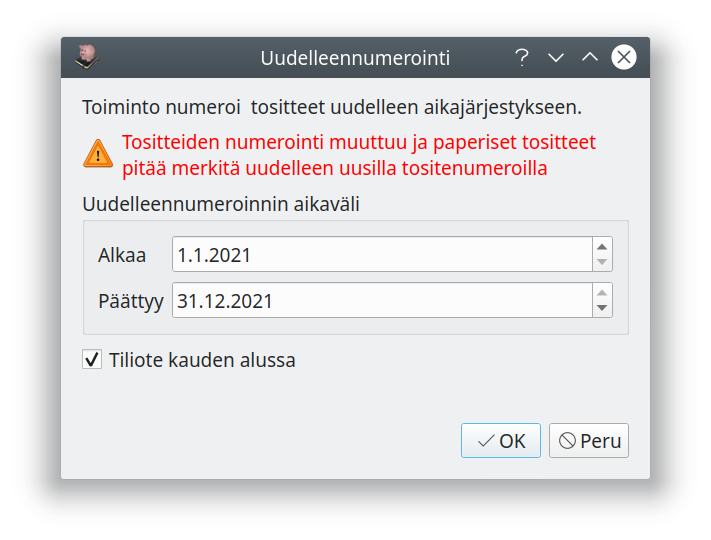 Uudelleennumerointi
Toiminto numeroi  tositteet uudelleen aikajärjestykseen.
Tositteiden numerointi muuttuu ja paperiset tositteet
pitää merkitä uudelleen uusilla tositenumeroilla
Uudelleennumeroinnin aikaväli
Alkaa 1.1.2021
Päättyy 31.12.2021
Tiliote kauden alussa
OK Peru